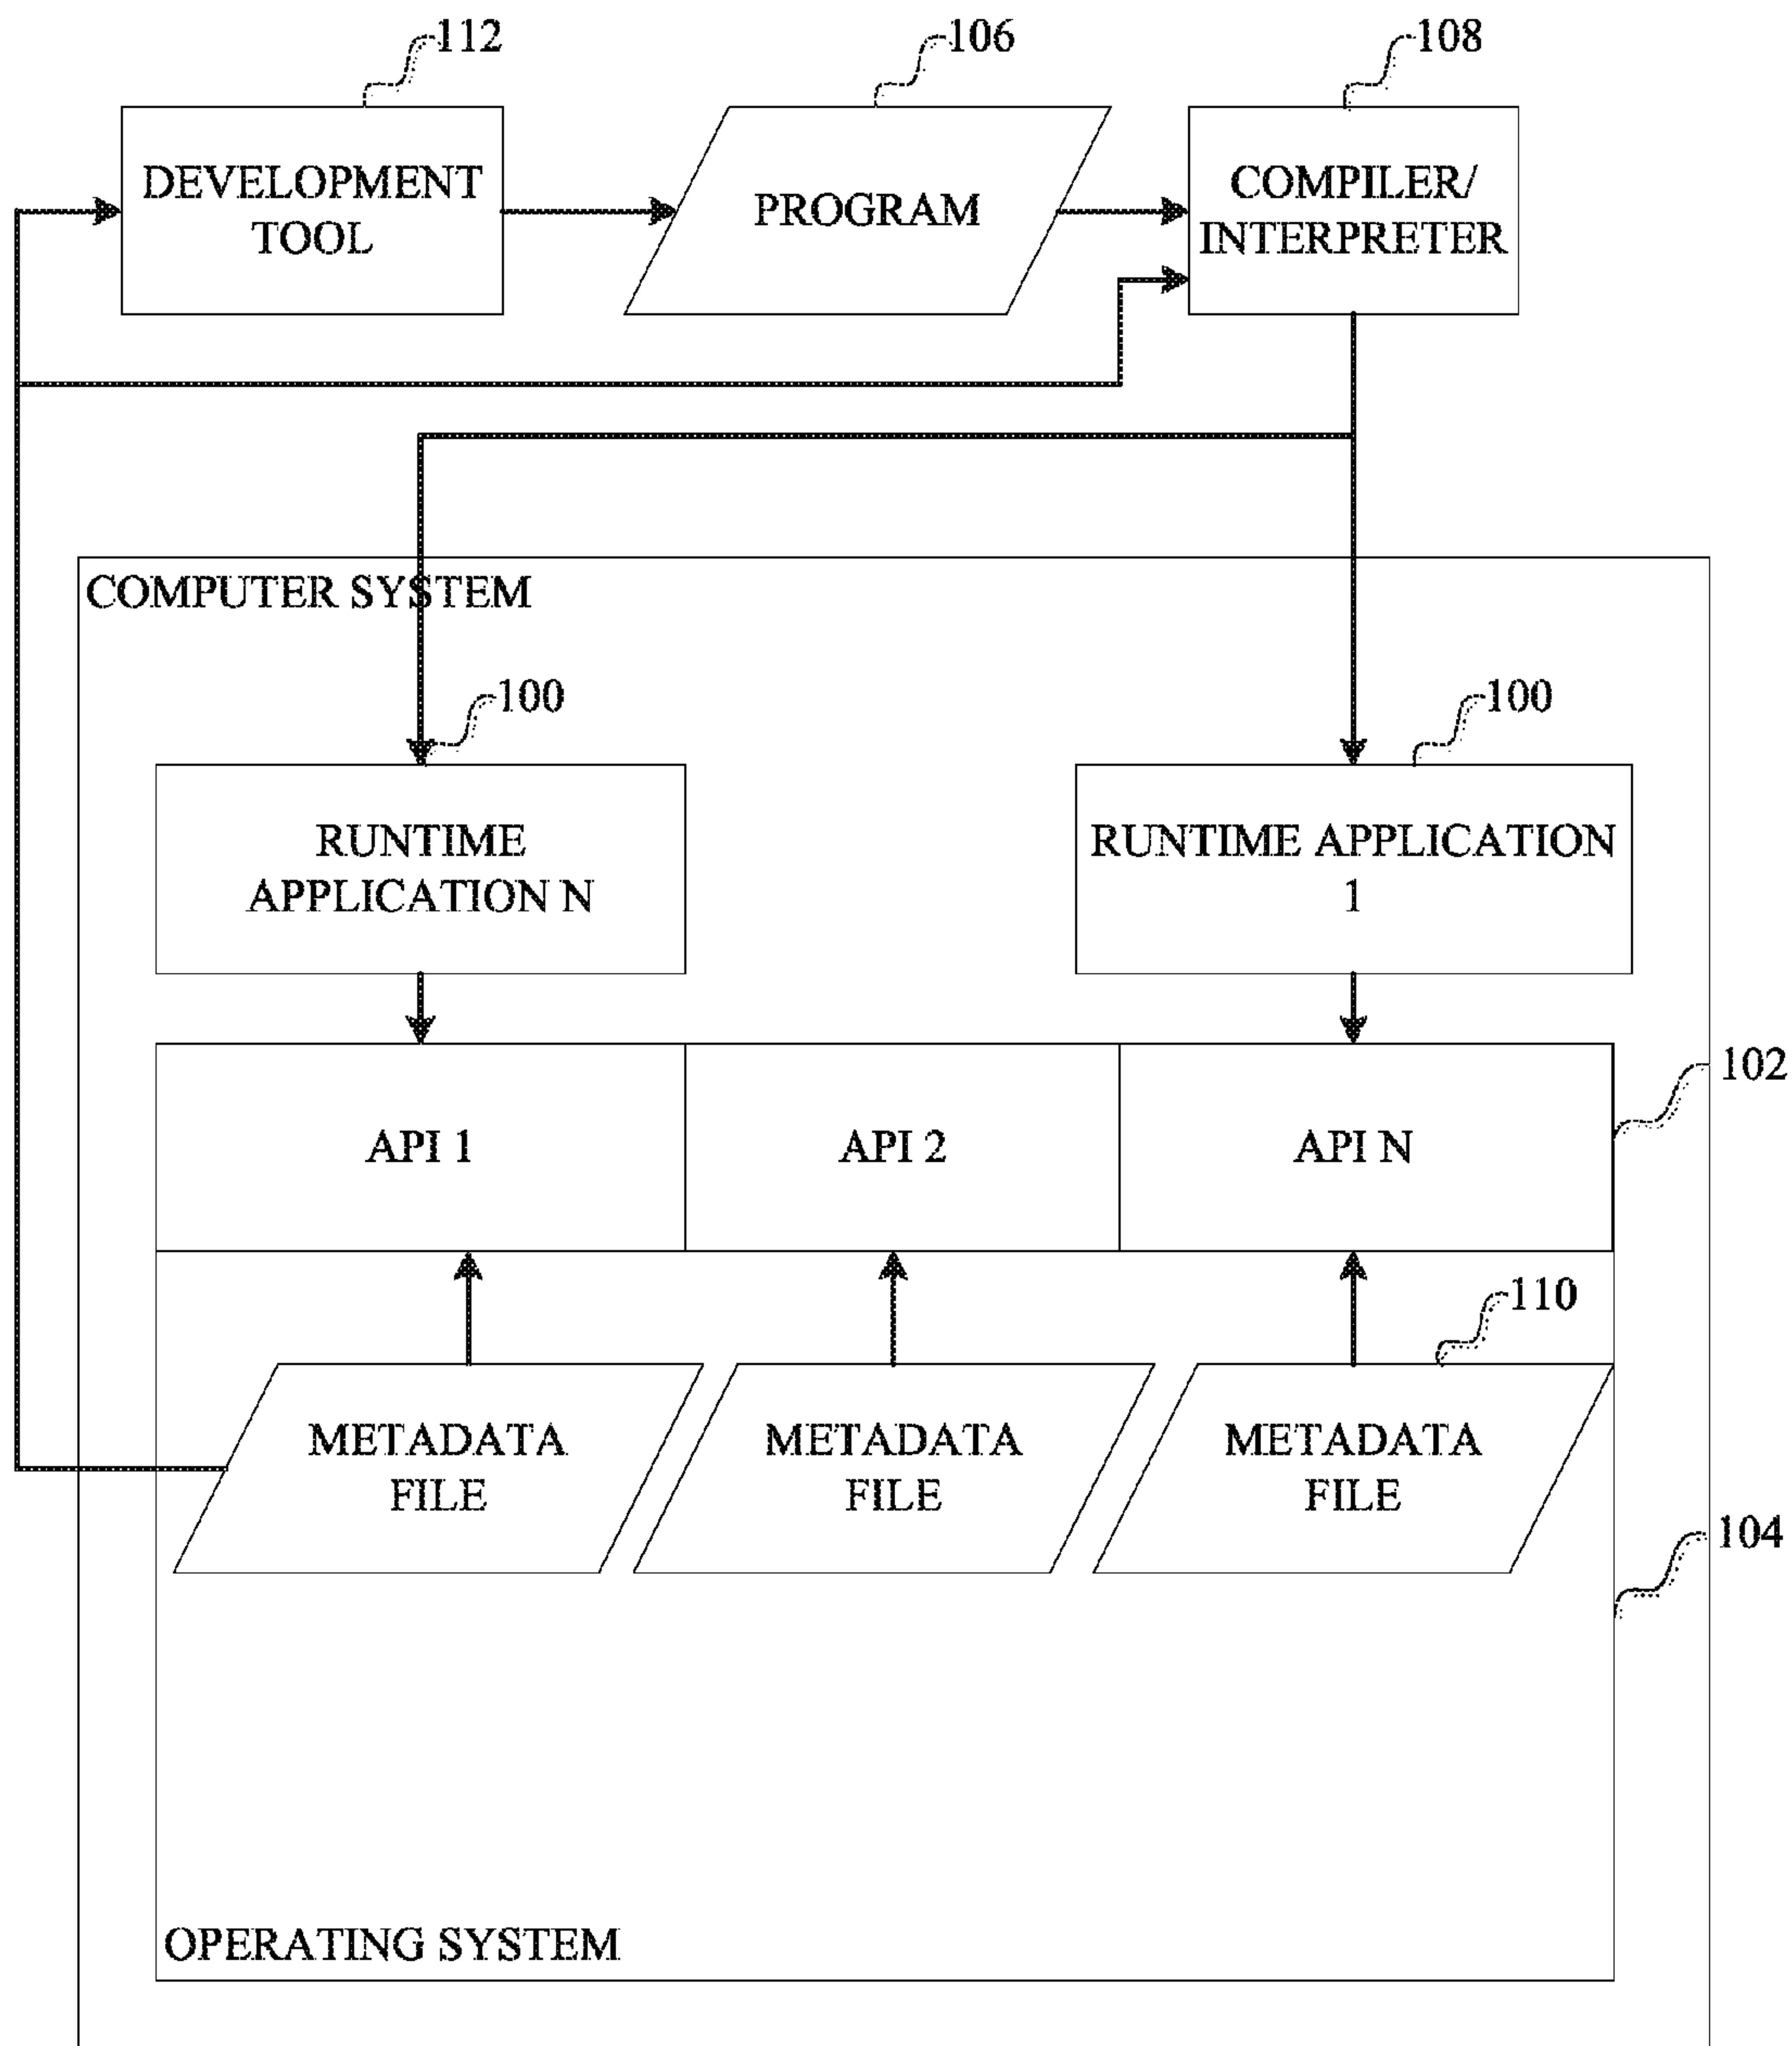 112
106
108
DEVELOPMENT
TOOL
PROGRAM
COMPILER/
INTERPRETER
COMPUTER SYSTEM
100
100
RUNTIME
APPLICATION N
RUNTIME APPLICATION
1
102
API 1
API 2
API N
110
METADATA
FILE
METADATA
FILE
METADATA
FILE
104
OPERATING SYSTEM